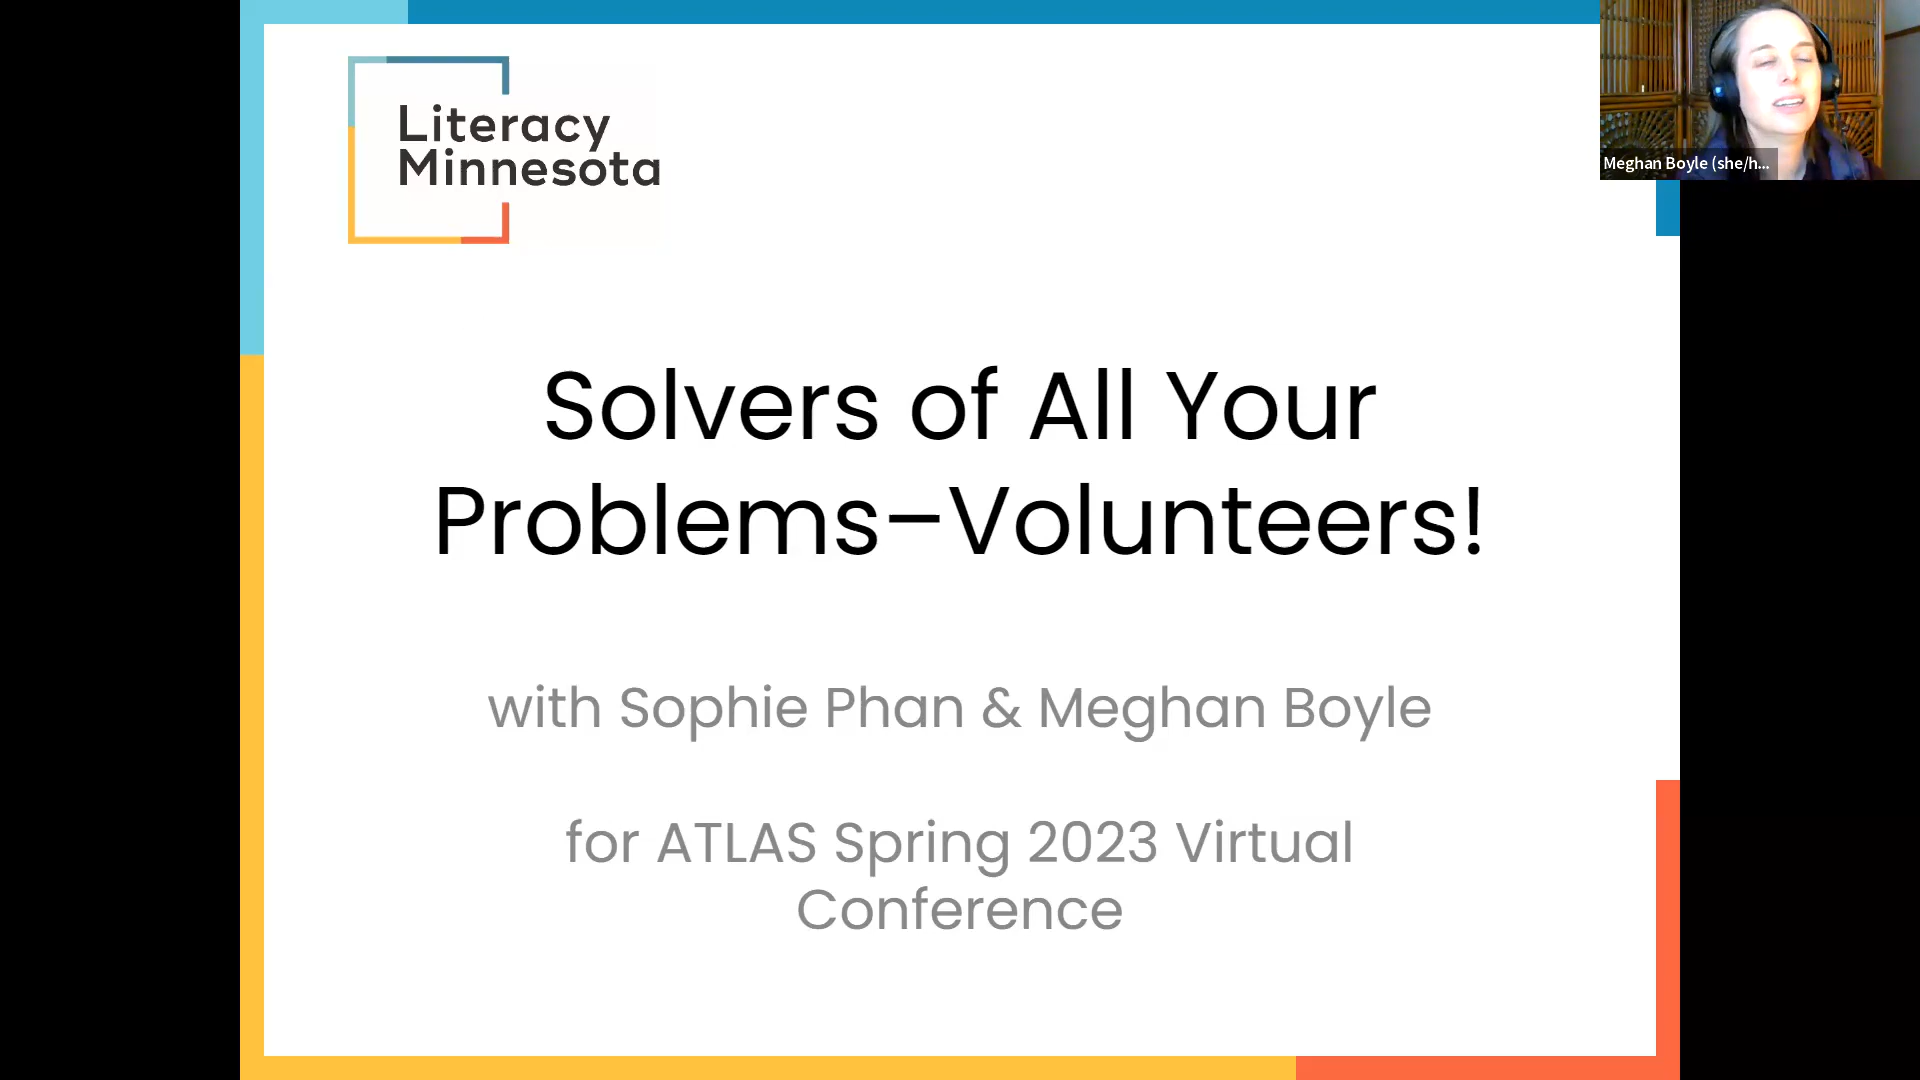 Literacy
Minnesota
Meghan Boyle (she/h...
Solvers of All Your
Problems–Volunteers!
with Sophie Phan & Meghan Boyle
for ATLAS Spring 2023 Virtual
Conference